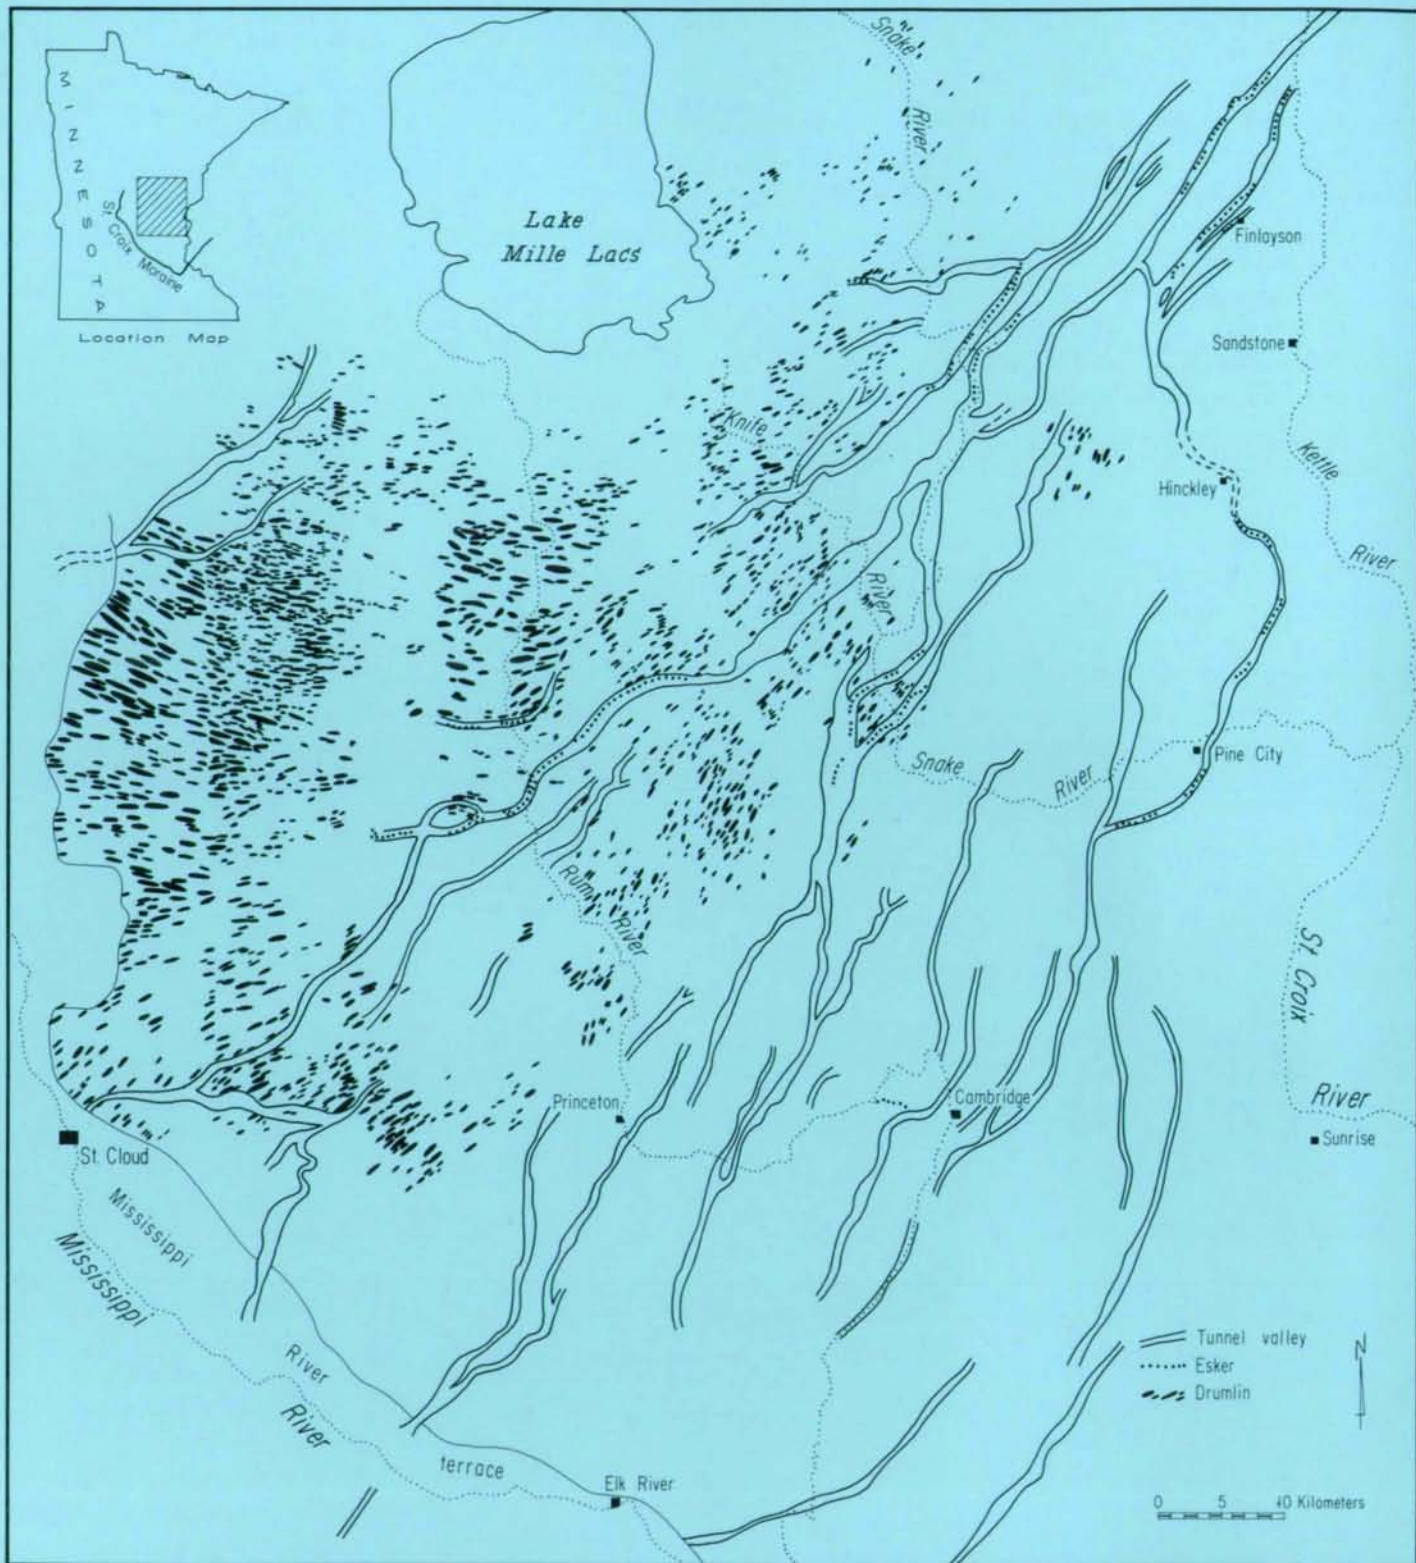 MINNESOTA
St. Croix Moraine
Location Map
Lake
Mille Lacs
Snake
River
Finlayson
Sandstone
Knife
River
Hinckley
Kettle
River
Snake
River
Pine City
Rum
River
St. Croix
River
Sunrise
Princeton
Cambridge
St. Cloud
Mississippi
River
terrace
Mississippi
River
Elk River
Tunnel valley
Esker
Drumlin
N
0 5 10 Kilometers